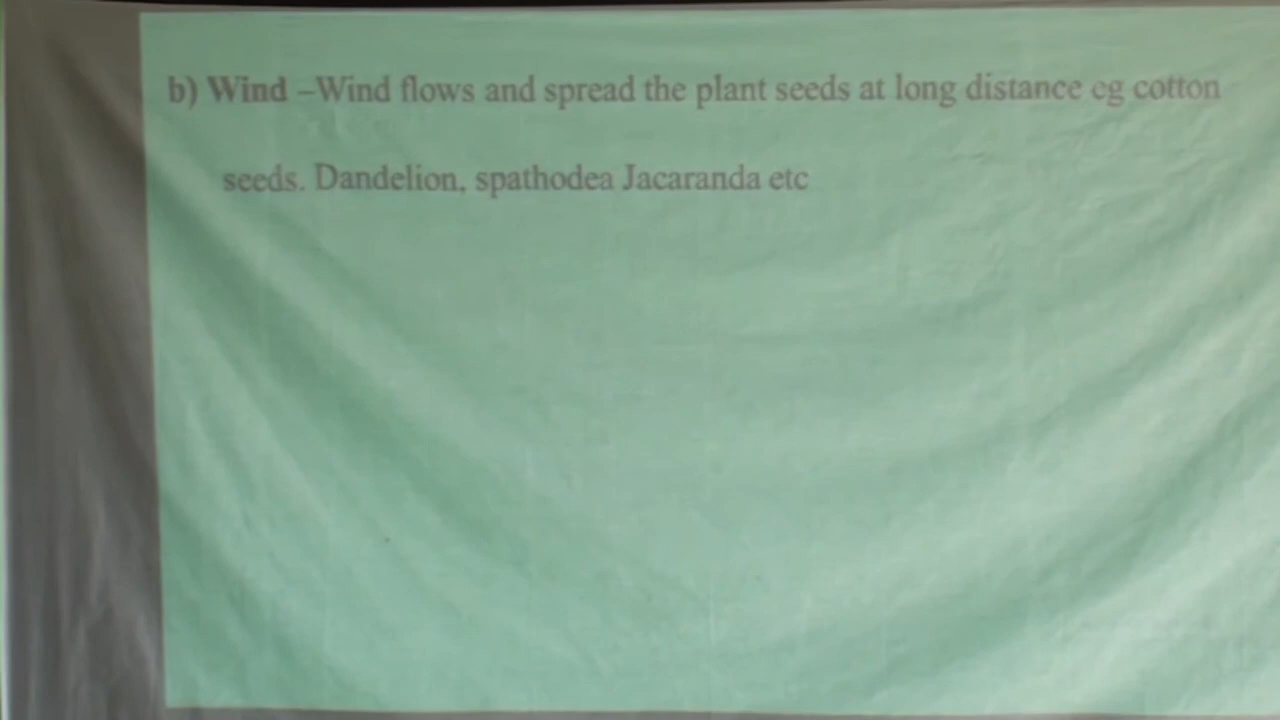 b) Wind –Wind flows and spread the plant seeds at long distance eg cotton
seeds. Dandelion, spathodea Jacaranda etc